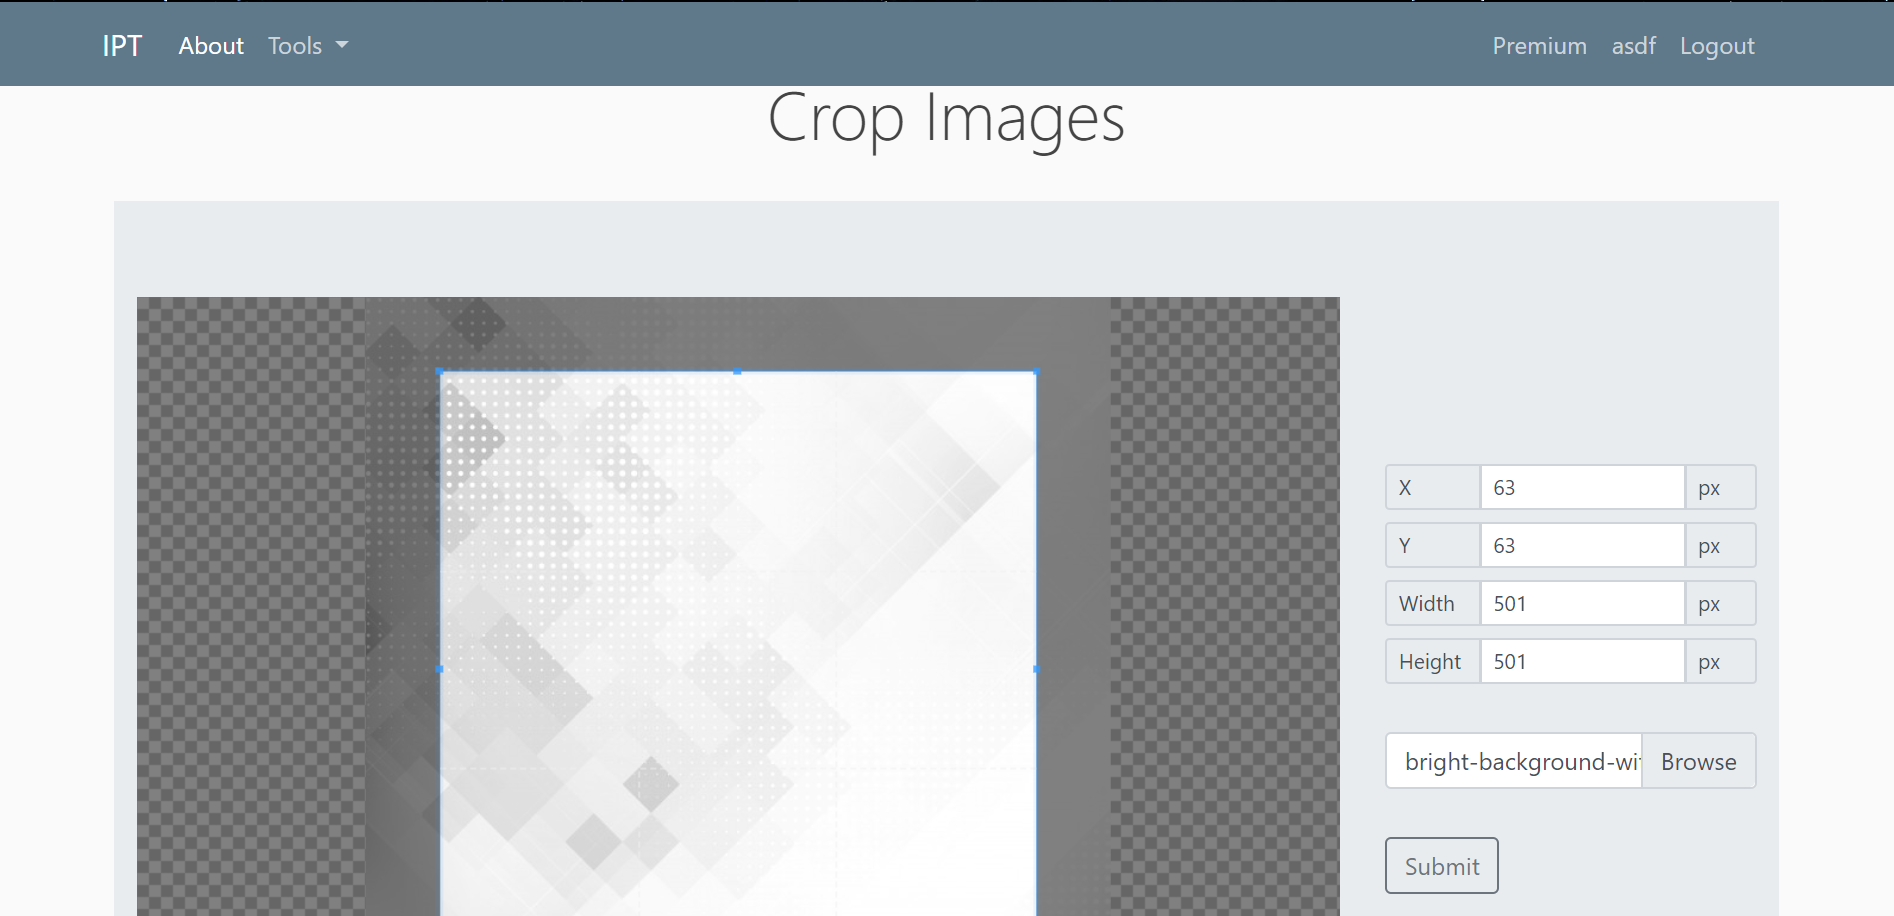 IPT About Tools Premium asdf Logout
Crop Images
X 63 px
Y 63 px
Width 501 px
Height 501 px
bright-background-wit Browse
Submit